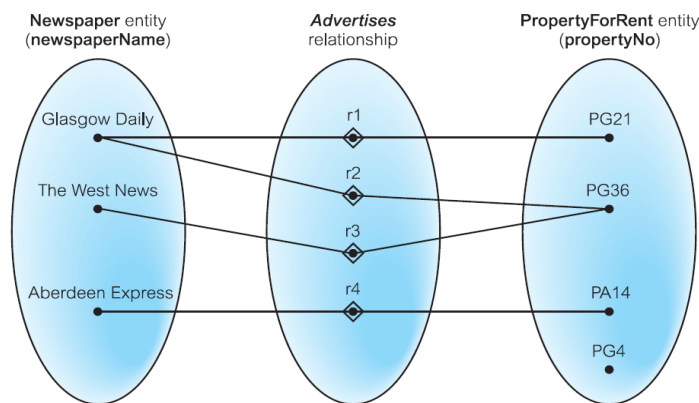 Newspaper entity
(newspaperName)
Advertises
relationship
PropertyForRent entity
(propertyNo)
Glasgow Daily
r1
PG21
r2
The West News
PG36
r3
Aberdeen Express
r4
PA14
PG4